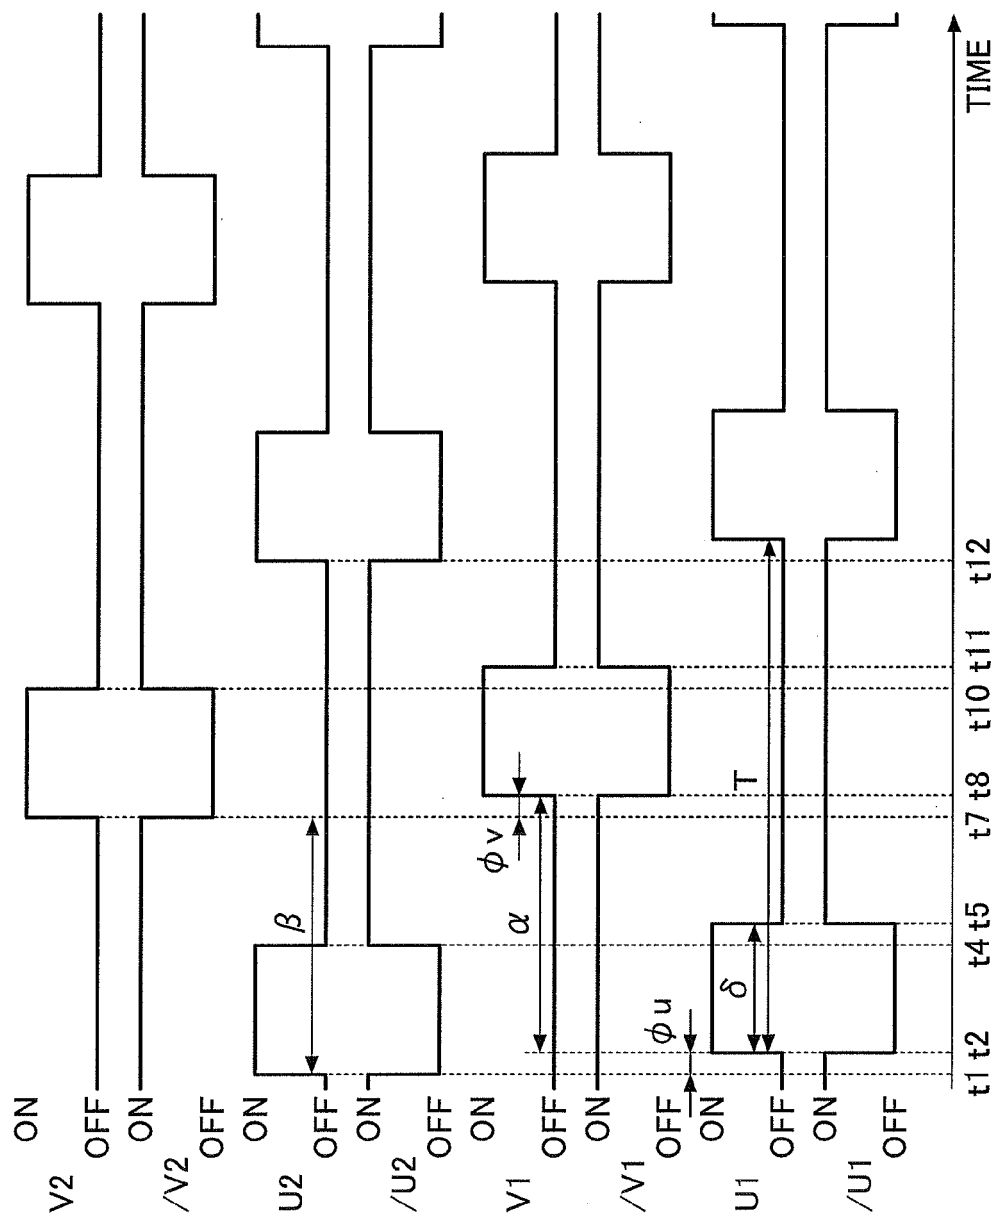 V2
ON
OFF
/V2
ON
OFF
U2
ON
OFF
/U2
ON
OFF
V1
ON
OFF
/V1
ON
OFF
U1
ON
OFF
/U1
ON
OFF
β
ϕv
α
ϕu
δ
T
t1 t2 t4 t5 t7 t8 t10 t11 t12
TIME